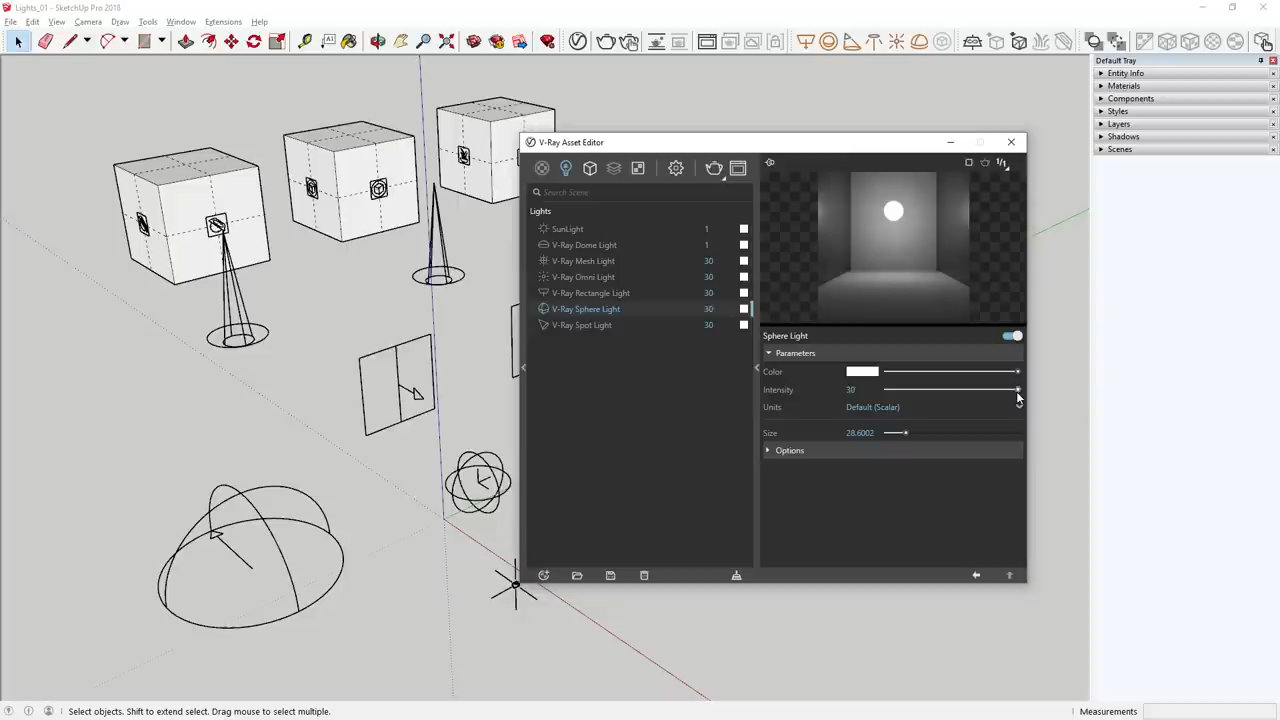 Lights_01 - SketchUp Pro 2018
File Edit View Camera Draw Tools Window Extensions Help
Default Tray
Entity Info
Materials
Components
Styles
Layers
Shadows
Scenes
V-Ray Asset Editor
Search Scene
Lights
SunLight 1
V-Ray Dome Light 1
V-Ray Mesh Light 30
V-Ray Omni Light 30
V-Ray Rectangle Light 30
V-Ray Sphere Light 30
V-Ray Spot Light 30
1/1
Sphere Light
Parameters
Color
Intensity 30
Units Default (Scalar)
Size 28.6002
Options
Select objects. Shift to extend select. Drag mouse to select multiple.
Measurements